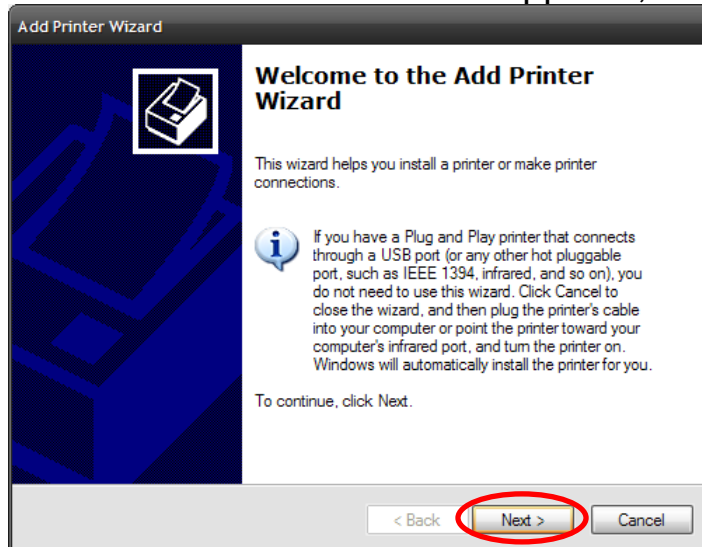 Add Printer Wizard
Welcome to the Add Printer
Wizard
This wizard helps you install a printer or make printer
connections.
If you have a Plug and Play printer that connects
through a USB port (or any other hot pluggable
port, such as IEEE 1394, infrared, and so on), you
do not need to use this wizard. Click Cancel to
close the wizard, and then plug the printer's cable
into your computer or point the printer toward your
computer's infrared port, and turn the printer on.
Windows will automatically install the printer for you.
To continue, click Next.
< Back Next > Cancel